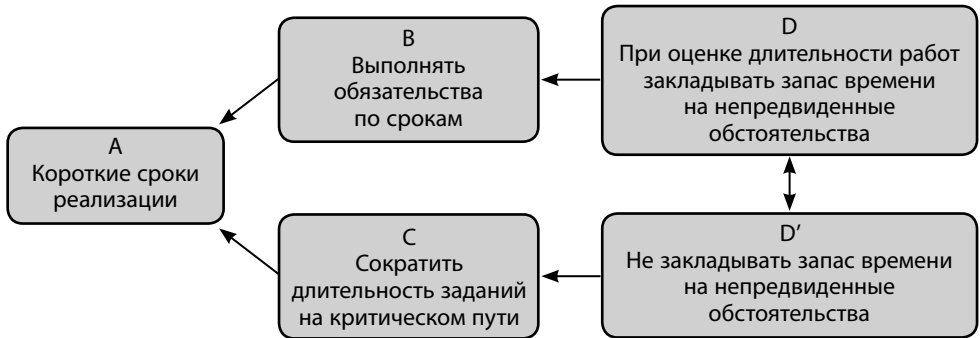 A
Короткие сроки
реализации
B
Выполнять
обязательства
по срокам
C
Сократить
длительность заданий
на критическом пути
D
При оценке длительности работ
закладывать запас времени
на непредвиденные
обстоятельства
D’
Не закладывать запас времени
на непредвиденные
обстоятельства